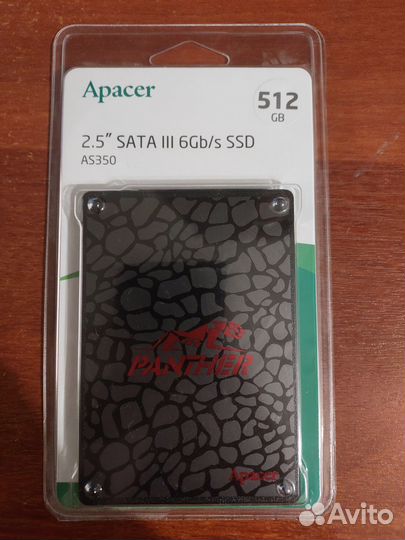 Apacer
512
GB
2.5" SATA III 6Gb/s SSD
AS350
PANTHER
Apacer
Avito